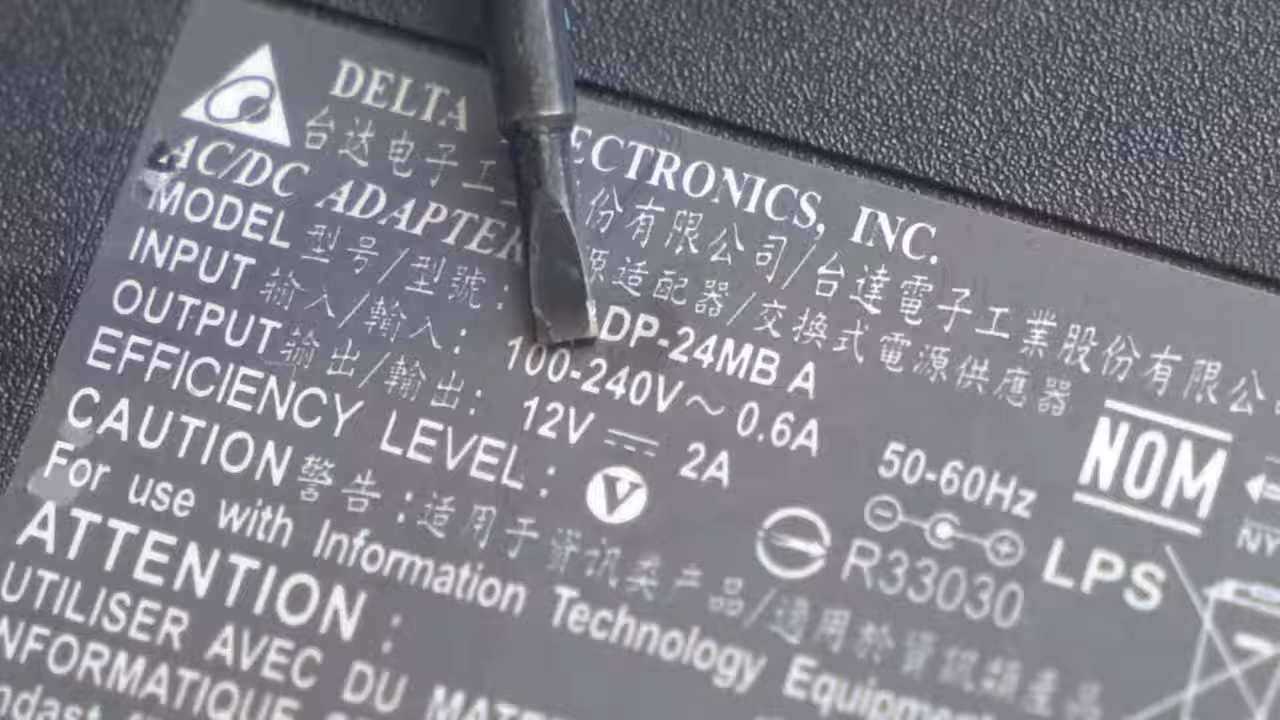 DELTA ECTRONICS, INC.
台达电子工 份有限公司/台達電子工業股份有限公
AC/DC ADAPTER 源适配器/交換式電源供應器
MODEL 型号/型號: DP-24MB A
INPUT 输入/輸入: 100-240V~ 0.6A 50-60Hz
OUTPUT 输出/輸出: 12V ⎓ 2A
EFFICIENCY LEVEL: V
R33030
NOM
NY
LPS
CAUTION 警告:适用于資讯类产品/適用於資訊類產品
For use with Information Technology Equipmen
ATTENTION:
UTILISER AVEC DU MATE
NFORMATIQUE